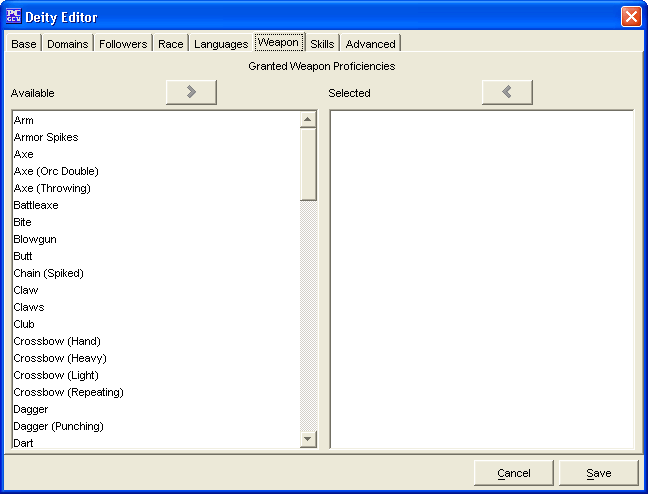 PC GEN Deity Editor
Base Domains Followers Race Languages Weapon Skills Advanced
Granted Weapon Proficiencies
Available
Selected
Arm
Armor Spikes
Axe
Axe (Orc Double)
Axe (Throwing)
Battleaxe
Bite
Blowgun
Butt
Chain (Spiked)
Claw
Claws
Club
Crossbow (Hand)
Crossbow (Heavy)
Crossbow (Light)
Crossbow (Repeating)
Dagger
Dagger (Punching)
Dart
Cancel Save